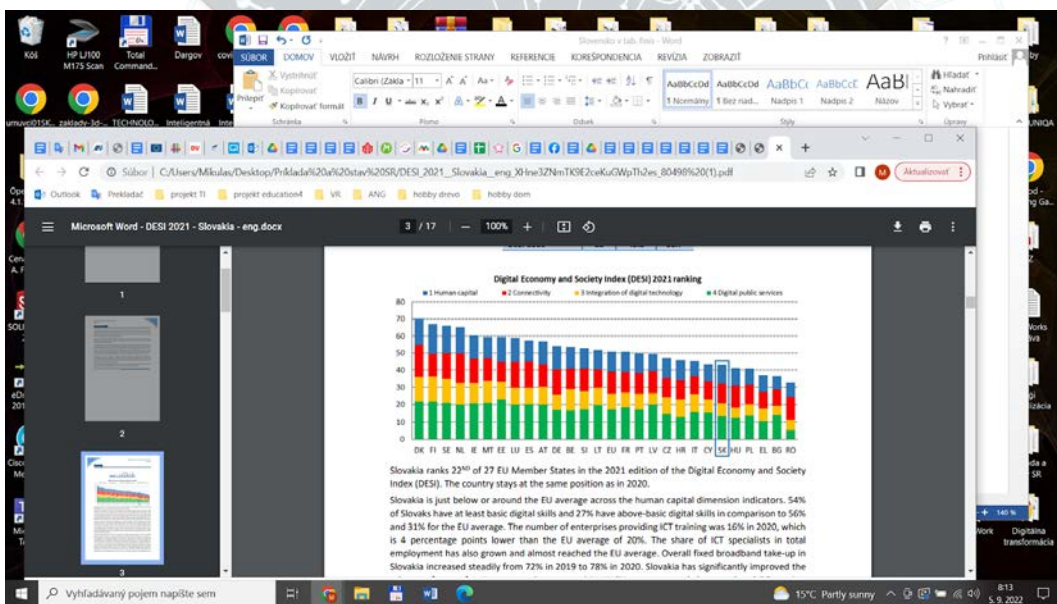 Slovensko v tab. fino - Word
SÚBOR DOMOV VLOŽIŤ NÁVRH ROZLOŽENIE STRANY REFERENCIE KOREŠPONDENCIA REVÍZIA ZOBRAZIŤ Prihlásiť
Kôš
HP LJ100 M175 Scan
Total Command...
Dargov
Prilepiť
Vystrihnúť
Kopírovať
Kopírovať formát
Calibri (Zákla 11
AaBbCcDd AaBbCcDd AaBbCc AaBbCcC AaBl
1 Normálny 1 Bez riad... Nadpis 1 Nadpis 2 Názov
Hľadať
Nahradiť
Vybrať
Schránka Písmo Odsek Štýly Úpravy
Súbor C:/Users/Mikulas/Desktop/Príklada%20a%20stav%20SR/DESI_2021__Slovakia__eng_XHne3ZNmTK9E2ceKuGWpTh2es_80498%20(1).pdf
Aktualizovať
Outlook Prekladač projekt TI projekt education4 VR ANG hobby drevo hobby dom
Microsoft Word - DESI 2021 - Slovakia - eng.docx 3 / 17 100%
1
2
3
Digital Economy and Society Index (DESI) 2021 ranking
1 Human capital 2 Connectivity 3 Integration of digital technology 4 Digital public services
80
70
60
50
40
30
20
10
0
DK FI SE NL IE MT EE LU ES AT DE BE SI LT EU FR PT LV CZ HR IT CY SK HU PL EL BG RO
Slovakia ranks 22ND of 27 EU Member States in the 2021 edition of the Digital Economy and Society
Index (DESI). The country stays at the same position as in 2020.
Slovakia is just below or around the EU average across the human capital dimension indicators. 54%
of Slovaks have at least basic digital skills and 27% have above-basic digital skills in comparison to 56%
and 31% for the EU average. The number of enterprises providing ICT training was 16% in 2020, which
is 4 percentage points lower than the EU average of 20%. The share of ICT specialists in total
employment has also grown and almost reached the EU average. Overall fixed broadband take-up in
Slovakia increased steadily from 72% in 2019 to 78% in 2020. Slovakia has significantly improved the
140 %
Digitálna transformácia
Vyhľadávaný pojem napíšte sem
15°C Partly sunny
8:13
5. 9. 2022